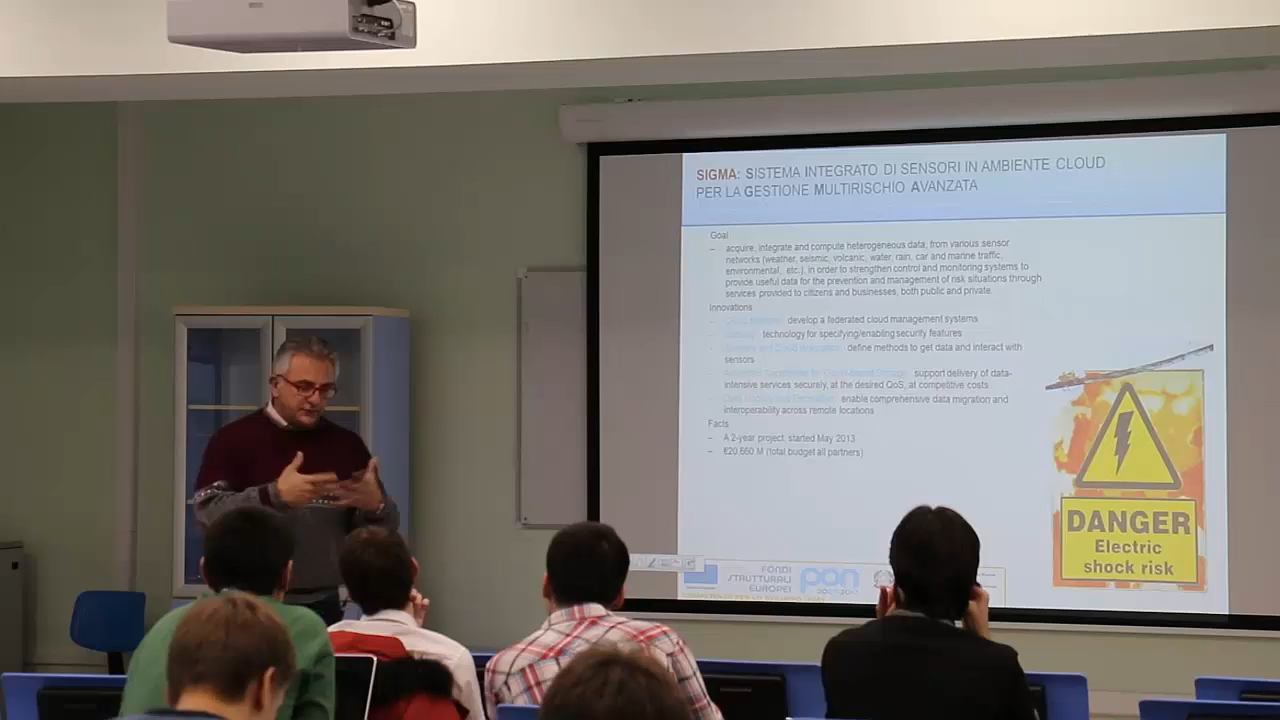 SIGMA: SISTEMA INTEGRATO DI SENSORI IN AMBIENTE CLOUD
PER LA GESTIONE MULTIRISCHIO AVANZATA
Goal
– acquire, integrate and compute heterogeneous data, from various sensor
networks (weather, seismic, volcanic, water, rain, car and marine traffic,
environmental, etc.), in order to strengthen control and monitoring systems to
provide useful data for the prevention and management of risk situations through
services provided to citizens and businesses, both public and private.
Innovations
– develop a federated cloud management systems
– technology for specifying/enabling security features
– define methods to get data and interact with
sensors
– support delivery of data-
intensive services securely, at the desired QoS, at competitive costs
– enable comprehensive data migration and
interoperability across remote locations
Facts
– A 2-year project, started May 2013
– €20.660 M (total budget all partners)
DANGER
Electric
shock risk
FONDI
STRUTTURALI
EUROPEI
pon